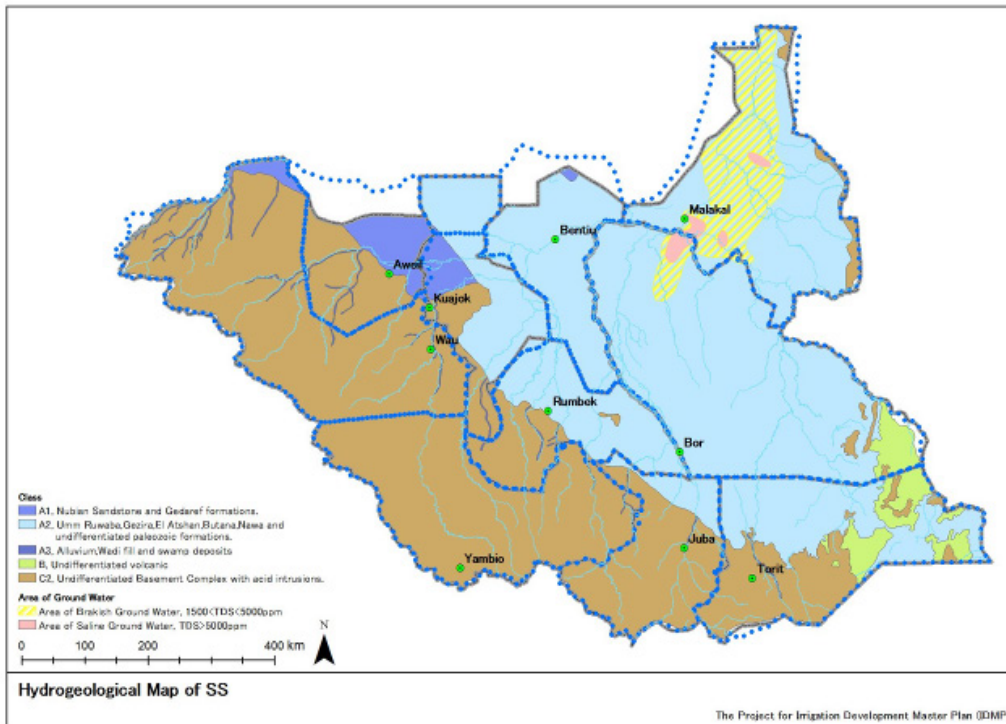 Malakal
Bentiu
Aweil
Kuajok
Wau
Rumbek
Bor
Juba
Yambio
Torit
Class
A1, Nubian Sandstone and Gedaref formations.
A2, Umm Ruwaba,Gezira,El Atshan,Butana,Nawa and
undifferentiated paleozoic formations.
A3, Alluvium,Wadi fill and swamp deposits
B, Undifferentiated volcanic
C2, Undifferentiated Basement Complex with acid intrusions.
Area of Ground Water
Area of Brakish Ground Water, 1500<TDS<5000ppm
Area of Saline Ground Water, TDS>5000ppm
0 100 200 400 km
N
Hydrogeological Map of SS
The Project for Irrigation Development Master Plan (IDMP